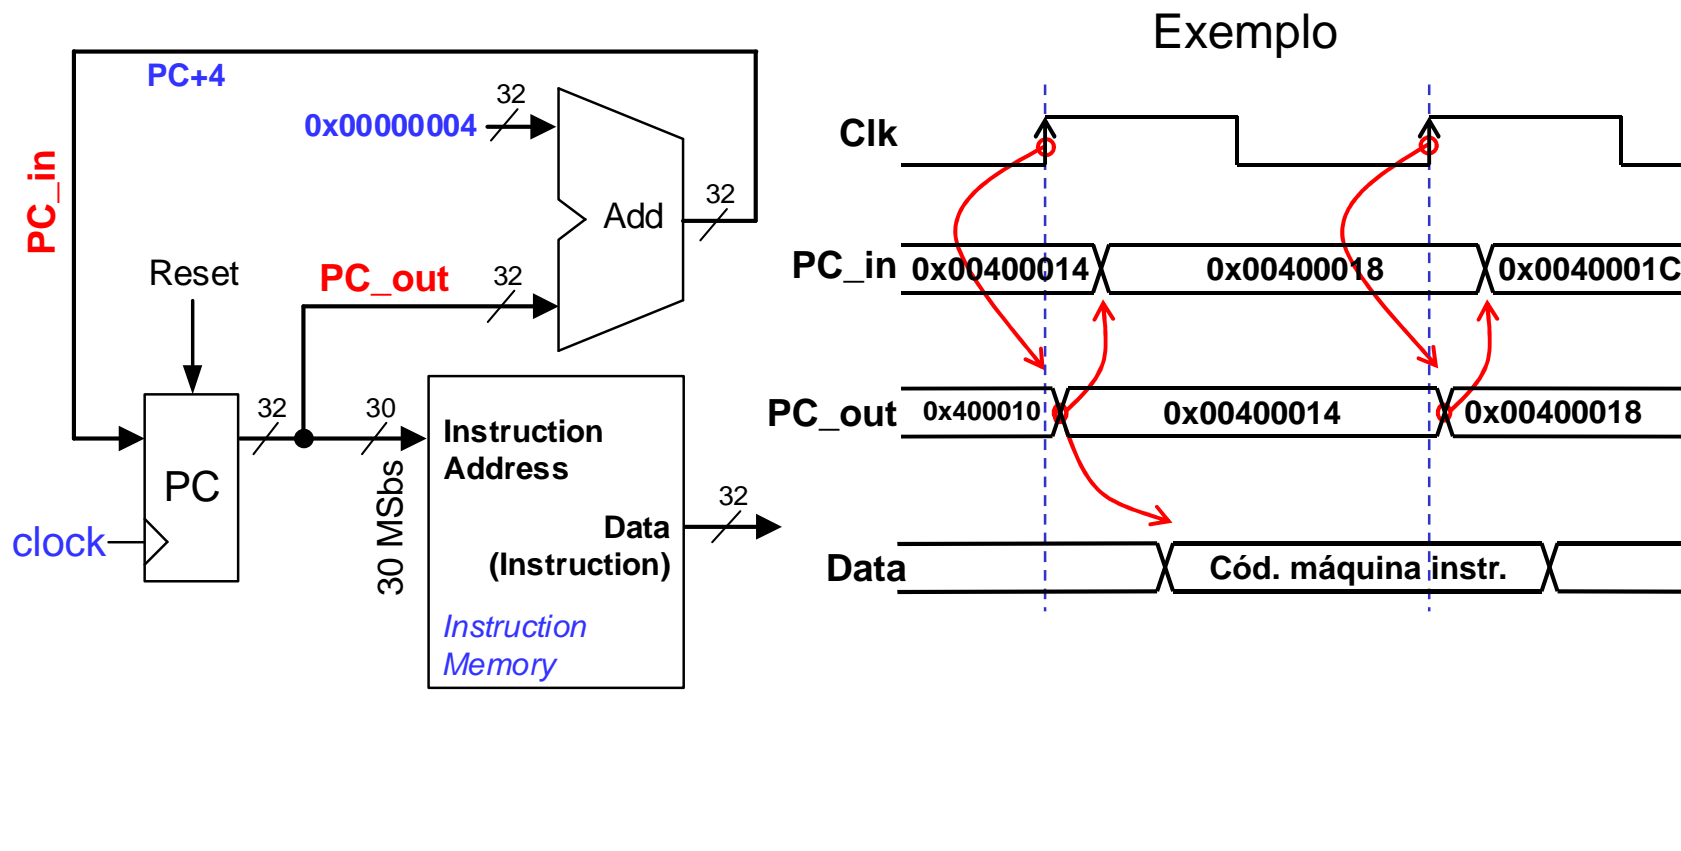 Exemplo
PC+4
32
0x00000004
PC_in
Add
32
Reset
PC_out
32
32
30
30 MSbs
PC
clock
Instruction
Address
Data
(Instruction)
32
Instruction
Memory
Clk
PC_in
0x00400014
0x00400018
0x0040001C
PC_out
0x400010
0x00400014
0x00400018
Data
Cód. máquina instr.